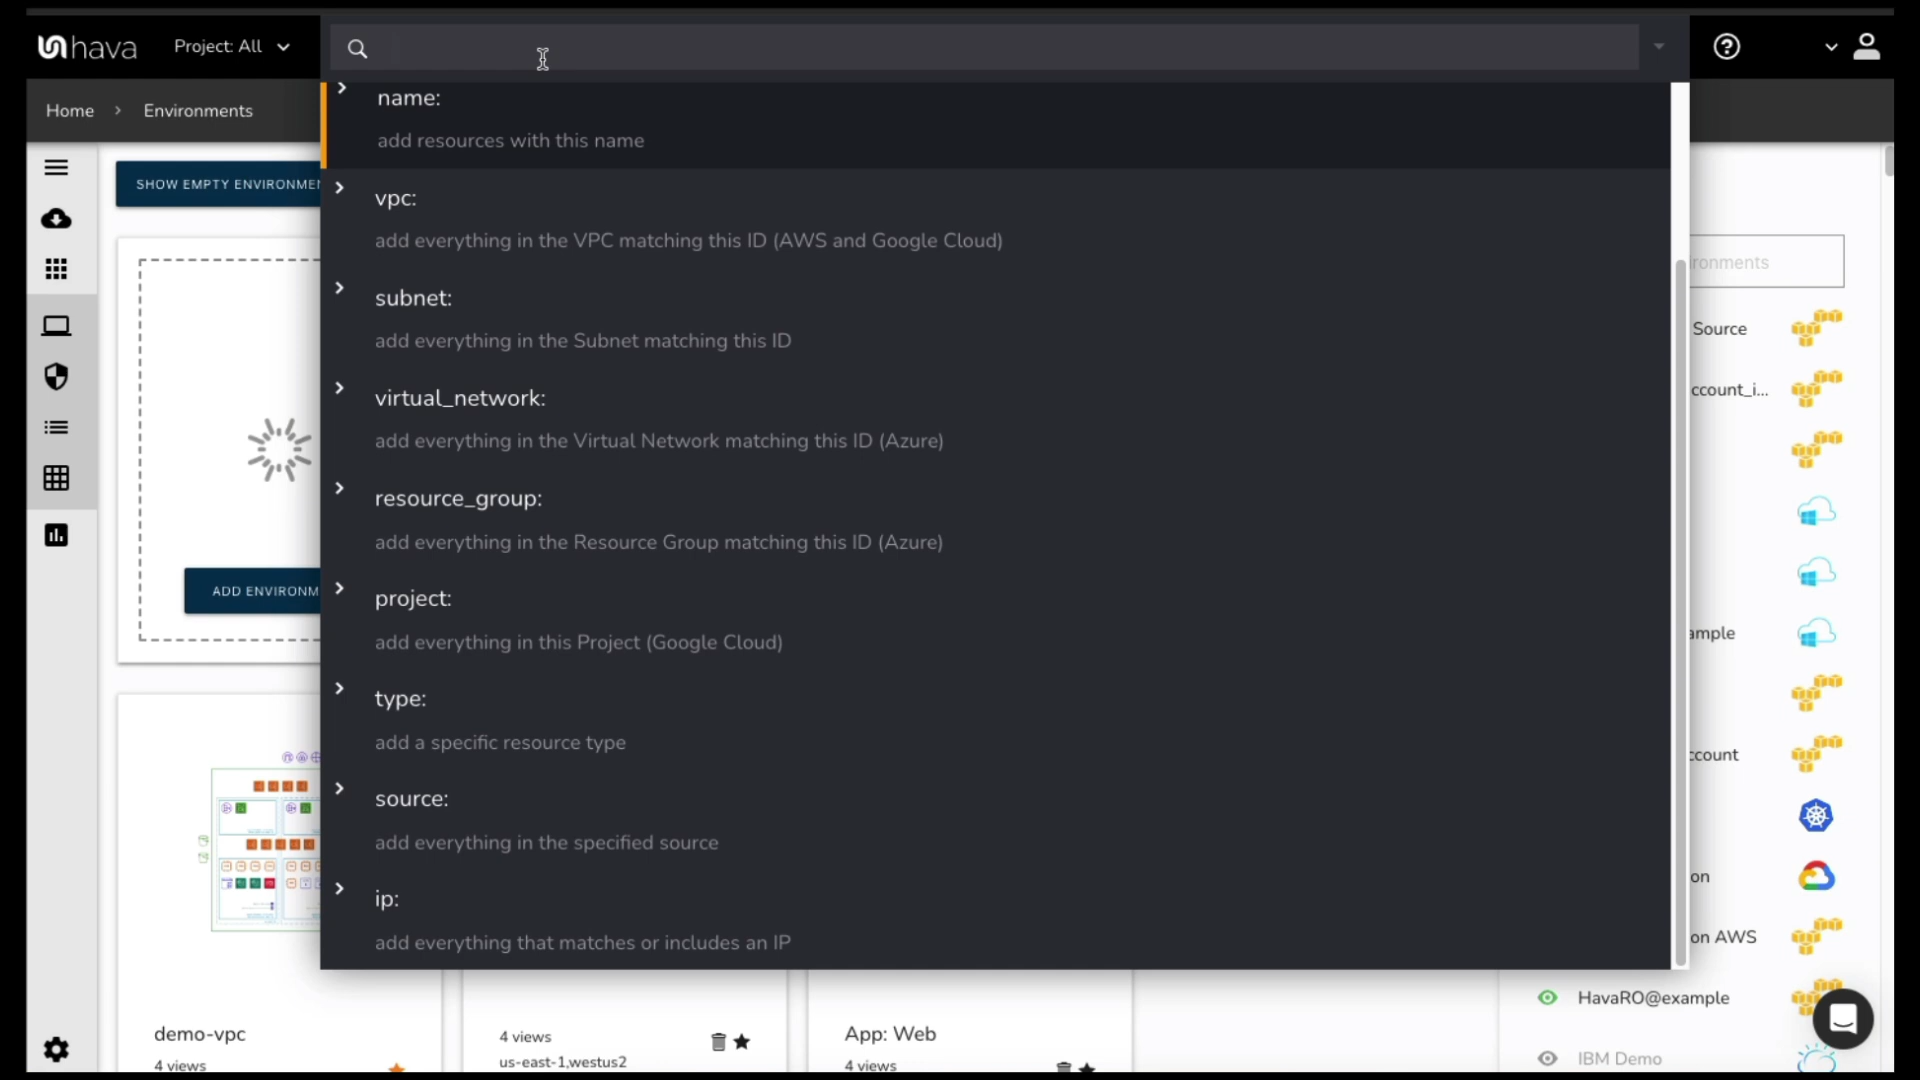 hava
Project: All
Home
Environments
name:
add resources with this name
vpc:
add everything in the VPC matching this ID (AWS and Google Cloud)
subnet:
add everything in the Subnet matching this ID
virtual_network:
add everything in the Virtual Network matching this ID (Azure)
resource_group:
add everything in the Resource Group matching this ID (Azure)
project:
add everything in this Project (Google Cloud)
type:
add a specific resource type
source:
add everything in the specified source
ip:
add everything that matches or includes an IP
SHOW EMPTY ENVIRONMEN
ADD ENVIRONM
demo-vpc
4 views
4 views
us-east-1,westus2
App: Web
4 views
ironments
Source
ccount_i...
ample
ccount
on
on AWS
HavaRO@example
IBM Demo